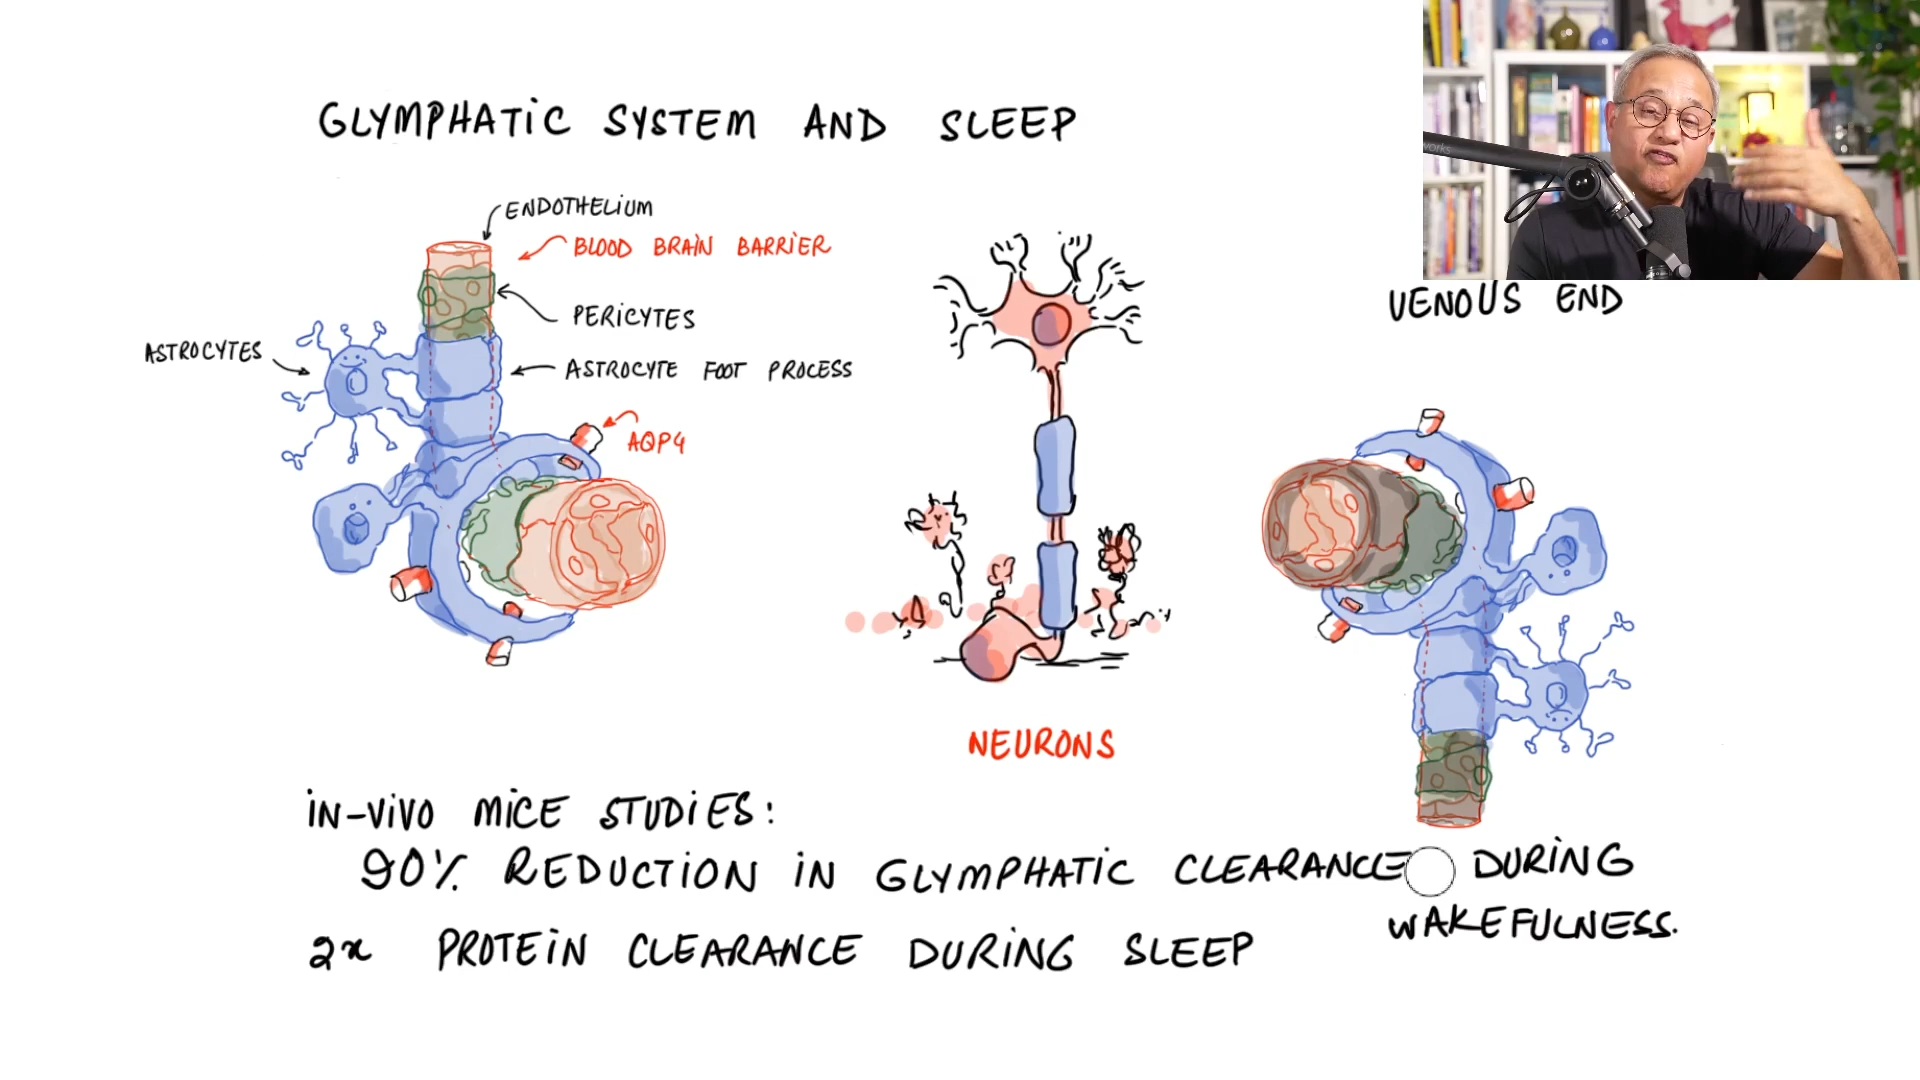 GLYMPHATIC SYSTEM AND SLEEP
ENDOTHELIUM
BLOOD BRAIN BARRIER
PERICYTES
ASTROCYTES
ASTROCYTE FOOT PROCESS
AQP4
VENOUS END
NEURONS
IN-VIVO MICE STUDIES:
90% REDUCTION IN GLYMPHATIC CLEARANCE DURING
WAKEFULNESS.
2x PROTEIN CLEARANCE DURING SLEEP
works